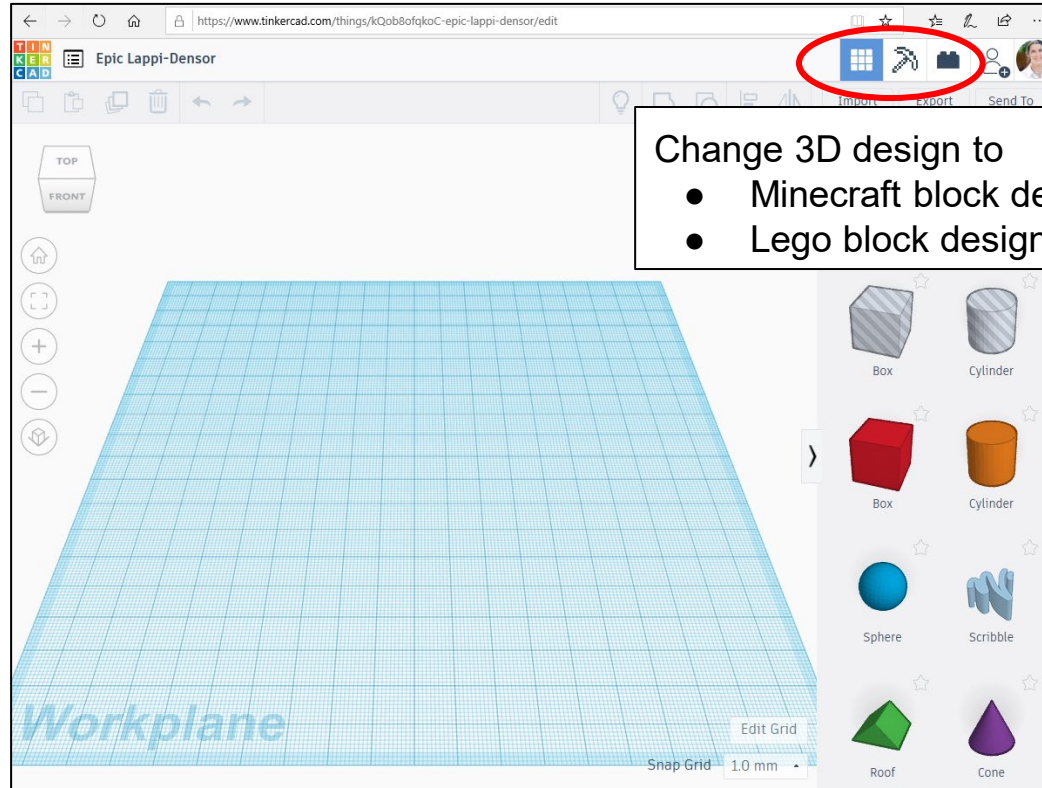 https://www.tinkercad.com/things/kQob8ofqkoC-epic-lappi-densor/edit
TIN
KER
CAD
Epic Lappi-Densor
Import Export Send To
Change 3D design to
● Minecraft block de
● Lego block design
TOP
FRONT
Box Cylinder
Box Cylinder
Sphere Scribble
Roof Cone
Workplane
Edit Grid
Snap Grid 1.0 mm